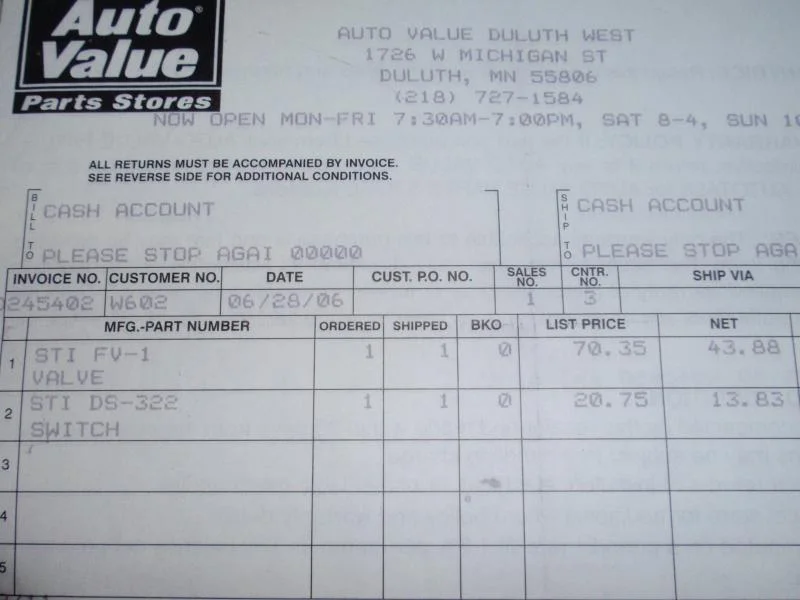 Auto Value
Parts Stores
AUTO VALUE DULUTH WEST
1726 W MICHIGAN ST
DULUTH, MN 55806
(218) 727-1584
NOW OPEN MON-FRI 7:30AM-7:00PM, SAT 8-4, SUN 10
ALL RETURNS MUST BE ACCOMPANIED BY INVOICE.
SEE REVERSE SIDE FOR ADDITIONAL CONDITIONS.
BILL TO
CASH ACCOUNT
PLEASE STOP AGAI 00000
SHIP TO
CASH ACCOUNT
PLEASE STOP AGA
INVOICE NO. CUSTOMER NO. DATE CUST. P.O. NO. SALES NO. CNTR. NO. SHIP VIA
0245402 W602 06/28/06 1 3
MFG.-PART NUMBER ORDERED SHIPPED BKO LIST PRICE NET
1 STI FV-1 1 1 0 70.35 43.88
VALVE
2 STI DS-322 1 1 0 20.75 13.83
SWITCH
3
4
5